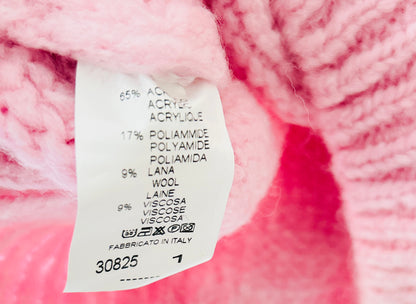 65%
ACRYLIC
ACRYLIQUE
17% POLIAMMIDE
POLYAMIDE
POLIAMIDA
9% LANA
WOOL
LAINE
9% VISCOSA
VISCOSE
VISCOSA
FABBRICATO IN ITALY
30825